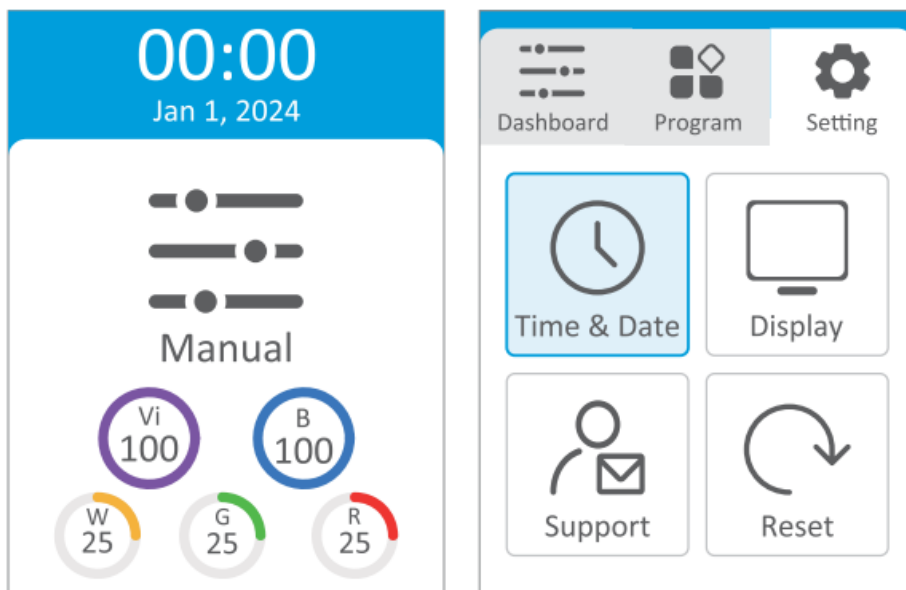 00:00
Jan 1, 2024
Manual
Vi
100
B
100
W
25
G
25
R
25
Dashboard
Program
Setting
Time & Date
Display
Support
Reset